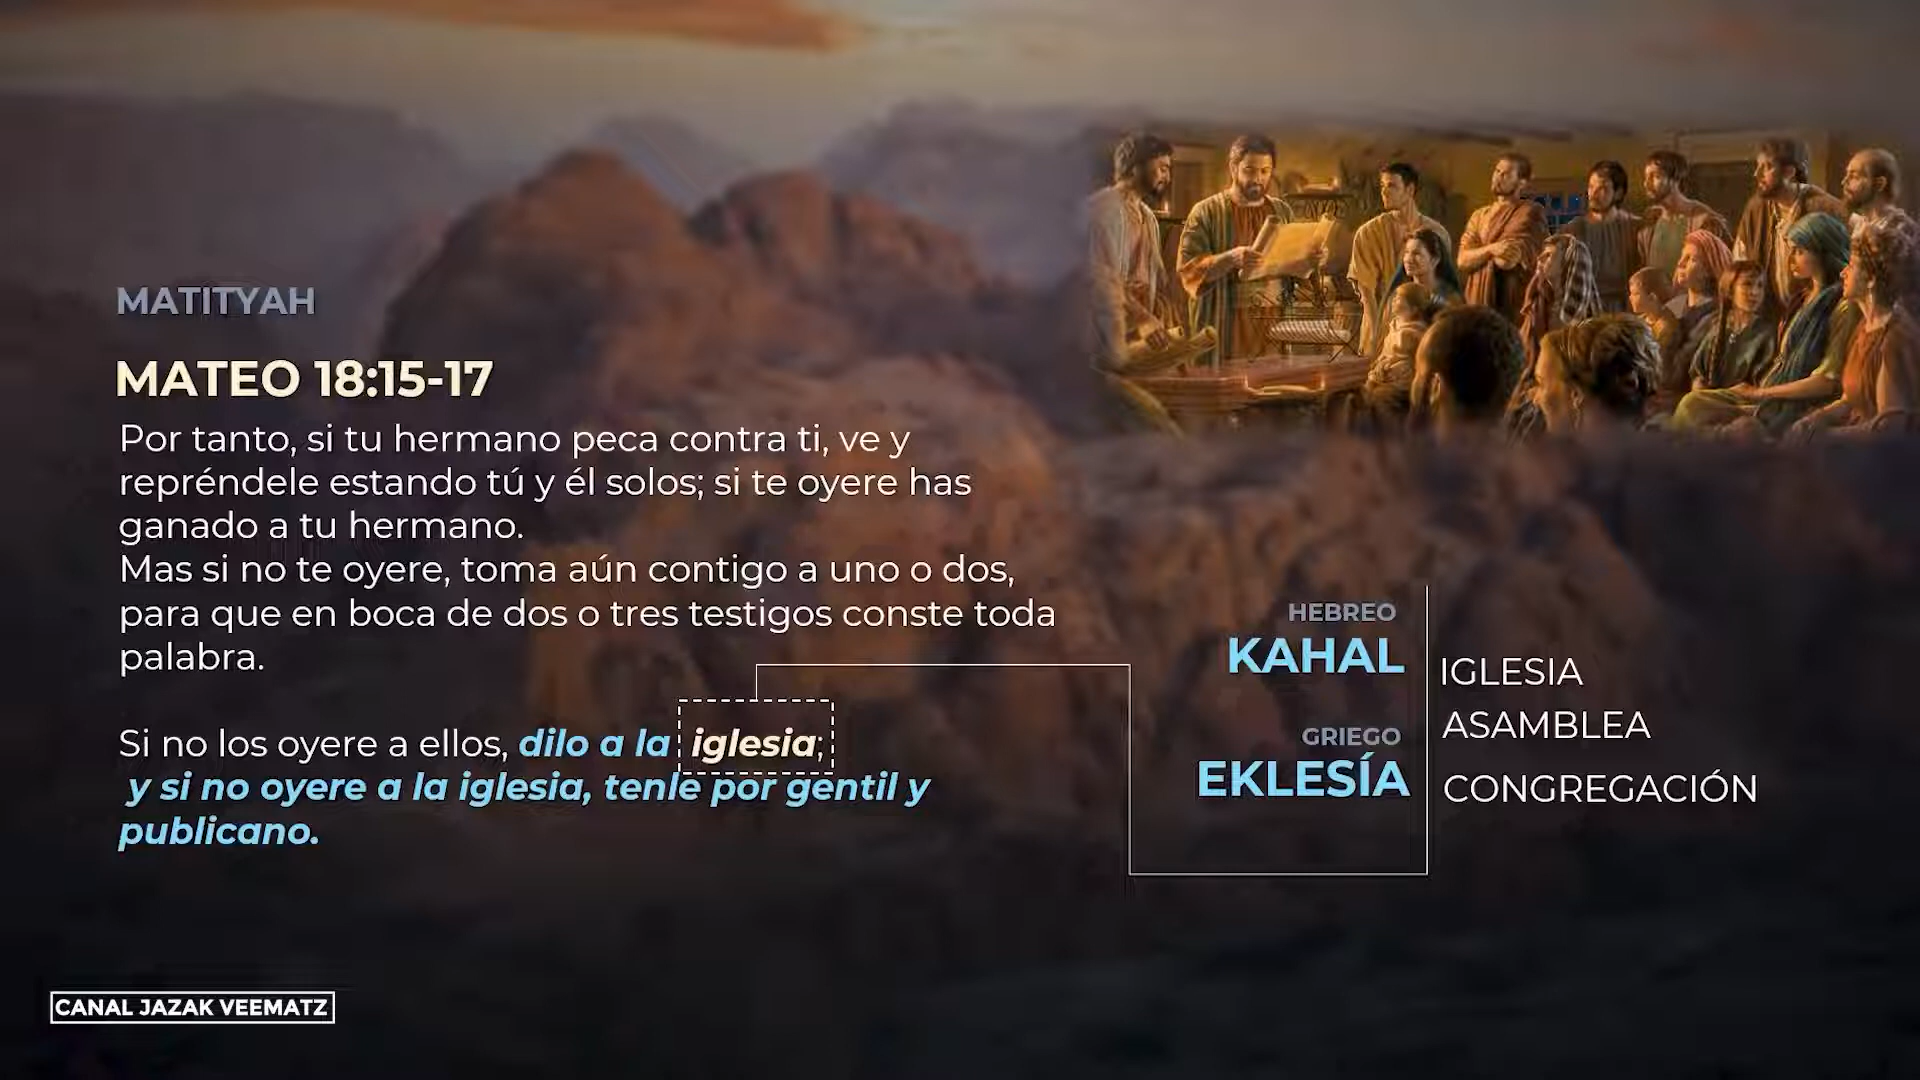 MATITYAH
MATEO 18:15-17
Por tanto, si tu hermano peca contra ti, ve y
repréndele estando tú y él solos; si te oyere has
ganado a tu hermano.
Mas si no te oyere, toma aún contigo a uno o dos,
para que en boca de dos o tres testigos conste toda
palabra.
Si no los oyere a ellos, dilo a la iglesia;
y si no oyere a la iglesia, tenle por gentil y
publicano.
HEBREO
KAHAL
GRIEGO
EKLESÍA
IGLESIA
ASAMBLEA
CONGREGACIÓN
CANAL JAZAK VEEMATZ